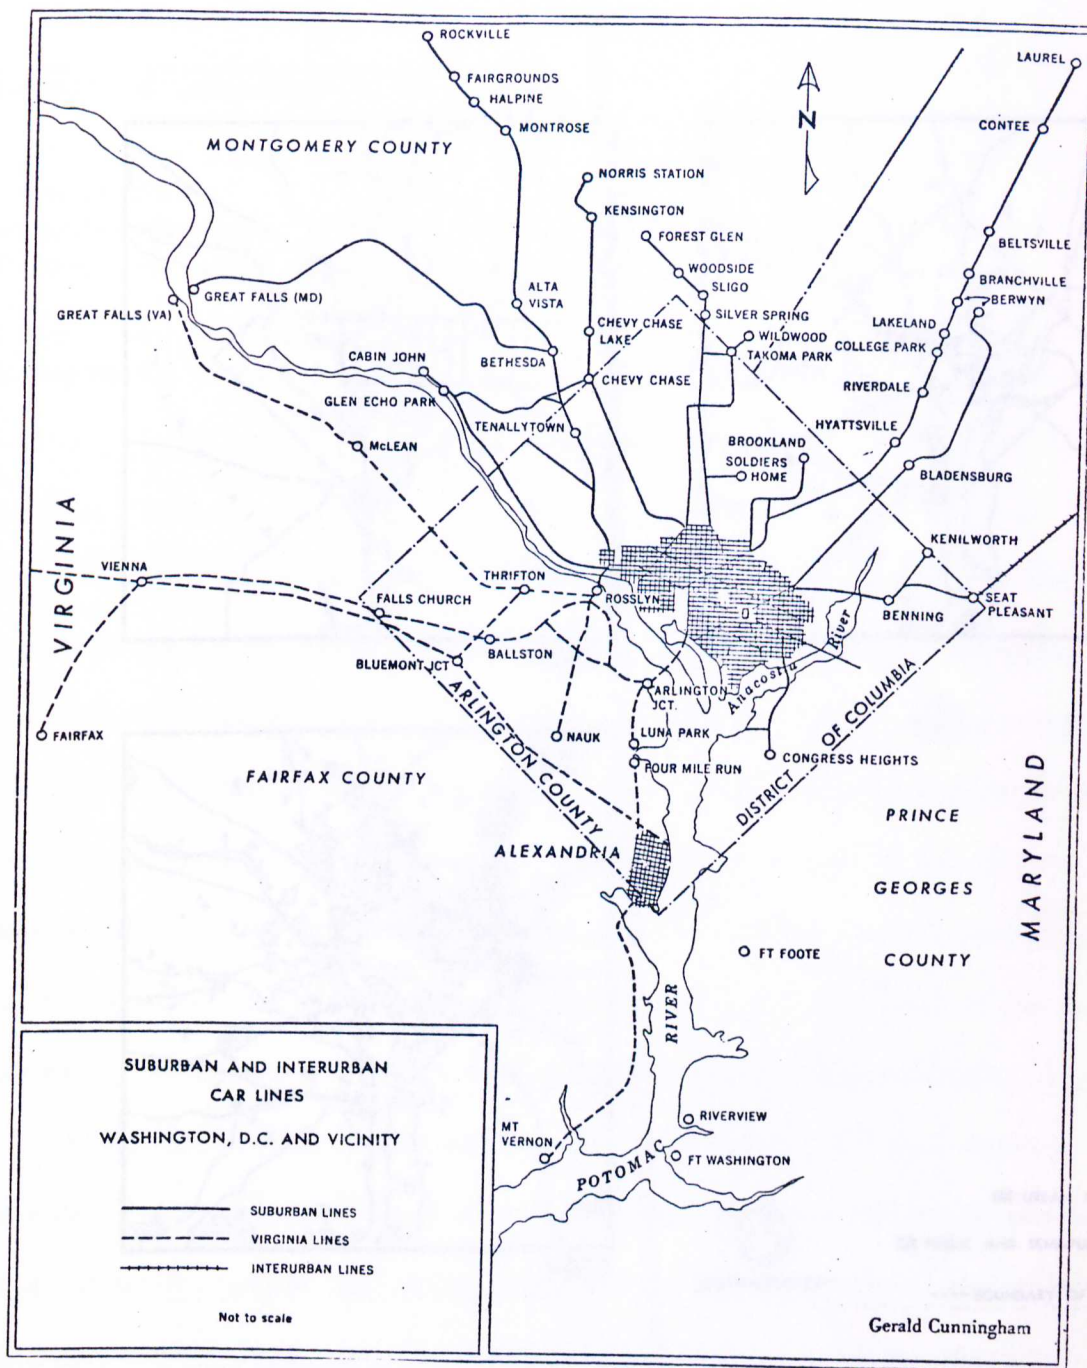 ROCKVILLE
LAUREL
FAIRGROUNDS
HALPINE
N
CONTEE
MONTROSE
MONTGOMERY COUNTY
NORRIS STATION
KENSINGTON
FOREST GLEN
BELTSVILLE
WOODSIDE
SLIGO
BRANCHVILLE
BERWYN
GREAT FALLS (MD)
ALTA
VISTA
GREAT FALLS (VA)
SILVER SPRING
LAKELAND
CHEVY CHASE
LAKE
WILDWOOD
TAKOMA PARK
COLLEGE PARK
CABIN JOHN
BETHESDA
CHEVY CHASE
RIVERDALE
GLEN ECHO PARK
TENALLYTOWN
HYATTSVILLE
McLEAN
BROOKLAND
SOLDIERS
HOME
BLADENSBURG
VIRGINIA
KENILWORTH
VIENNA
THRIFTON
FALLS CHURCH
ROSSLYN
SEAT
PLEASANT
BENNING
BALLSTON
BLUEMONT JCT
Anacostia River
ARLINGTON
JCT.
ARLINGTON COUNTY
DISTRICT OF COLUMBIA
FAIRFAX
NAUK
LUNA PARK
CONGRESS HEIGHTS
FOUR MILE RUN
FAIRFAX COUNTY
MARYLAND
PRINCE
GEORGES
COUNTY
ALEXANDRIA
FT FOOTE
RIVERVIEW
MT
VERNON
FT WASHINGTON
POTOMAC RIVER
SUBURBAN AND INTERURBAN
CAR LINES
WASHINGTON, D.C. AND VICINITY
SUBURBAN LINES
VIRGINIA LINES
INTERURBAN LINES
Not to scale
Gerald Cunningham